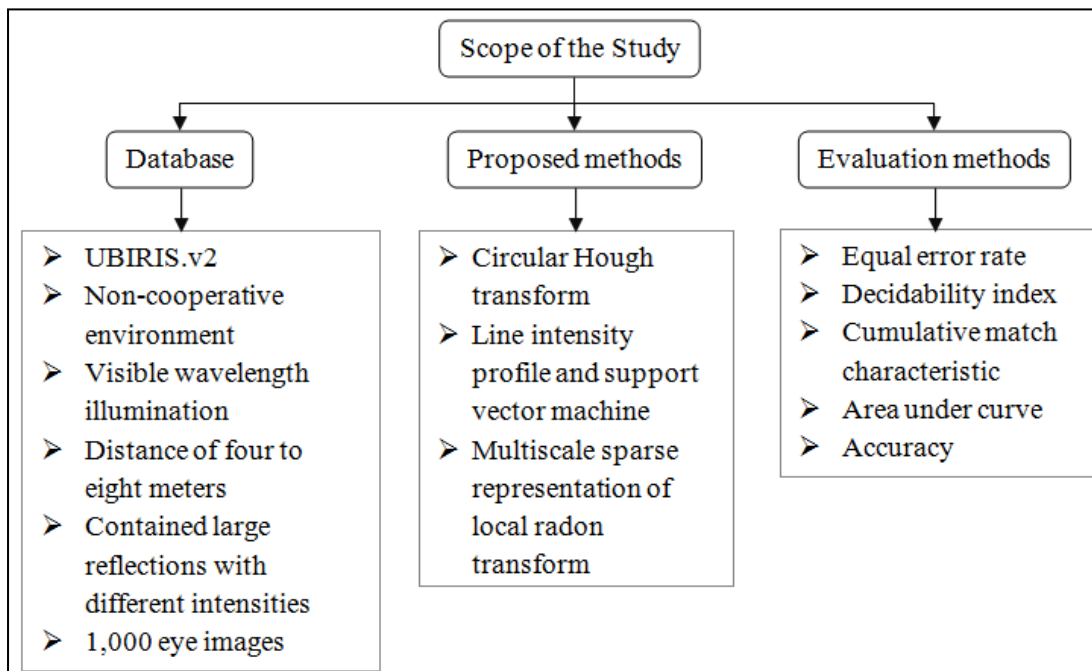 Scope of the Study
Database
Proposed methods
Evaluation methods
➤ UBIRIS.v2
➤ Non-cooperative
environment
➤ Visible wavelength
illumination
➤ Distance of four to
eight meters
➤ Contained large
reflections with
different intensities
➤ 1,000 eye images
➤ Circular Hough
transform
➤ Line intensity
profile and support
vector machine
➤ Multiscale sparse
representation of
local radon
transform
➤ Equal error rate
➤ Decidability index
➤ Cumulative match
characteristic
➤ Area under curve
➤ Accuracy